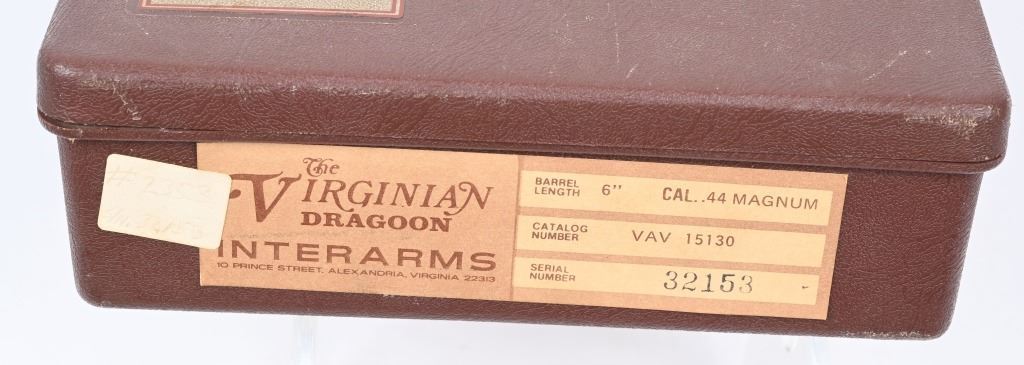 The
VIRGINIAN
DRAGOON
INTERARMS
10 PRINCE STREET, ALEXANDRIA, VIRGINIA 22313
BARREL LENGTH 6" CAL..44 MAGNUM
CATALOG NUMBER VAV 15130
SERIAL NUMBER 32153